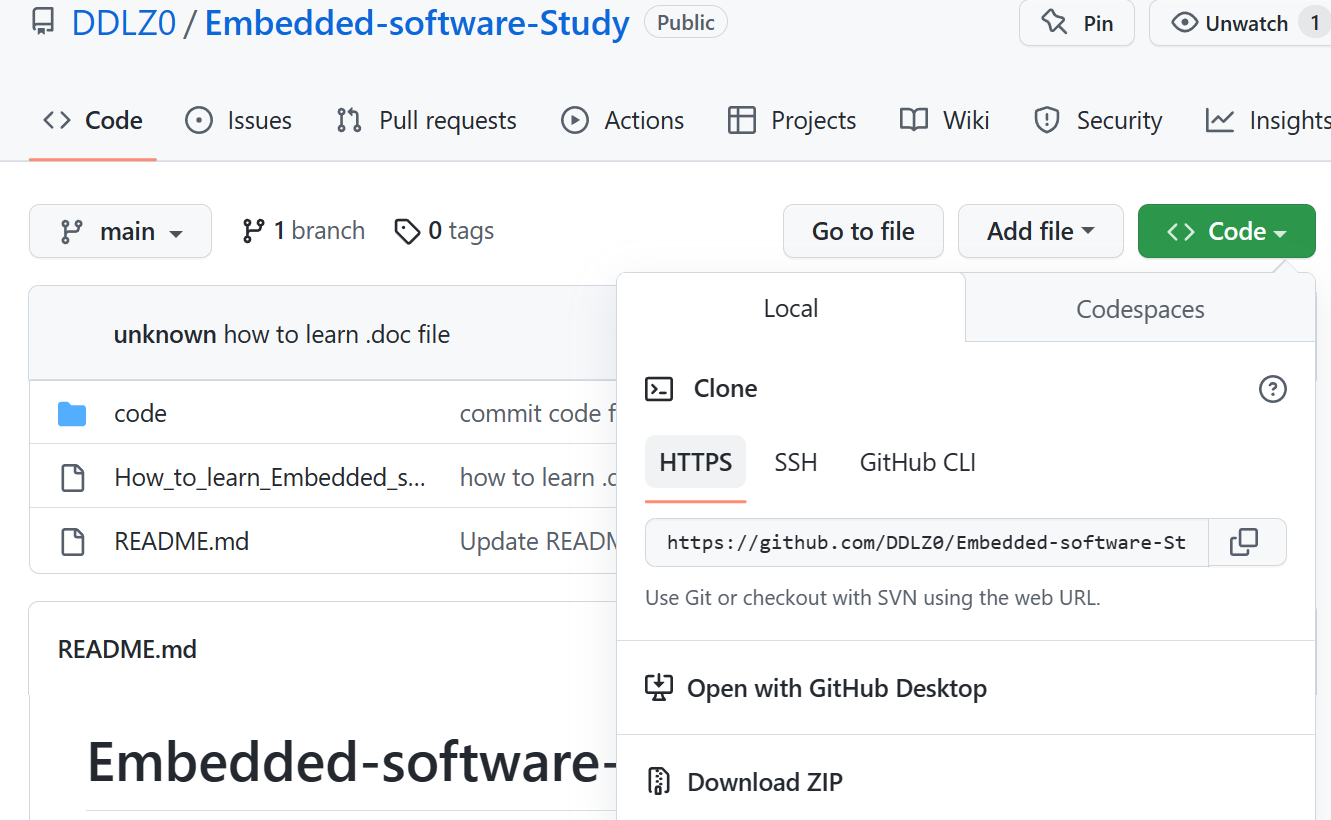 DDLZ0 / Embedded-software-Study Public Pin Unwatch 1
Code Issues Pull requests Actions Projects Wiki Security Insights
main 1 branch 0 tags Go to file Add file Code
Local Codespaces
unknown how to learn .doc file
Clone
code commit code f
HTTPS SSH GitHub CLI
How_to_learn_Embedded_s... how to learn .d
README.md Update READM
https://github.com/DDLZ0/Embedded-software-St
Use Git or checkout with SVN using the web URL.
README.md
Open with GitHub Desktop
Embedded-software-
Download ZIP